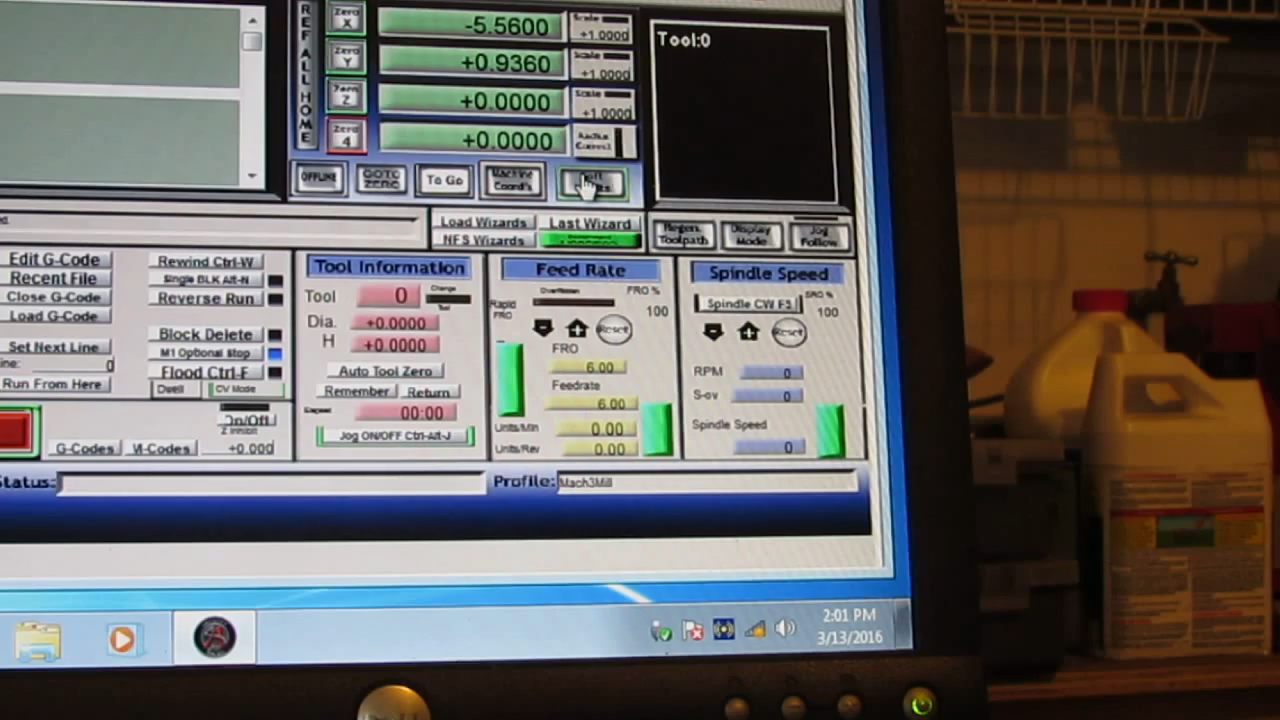 REF ALL HOME
Zero X
-5.5600
Scale
+1.0000
Zero Y
+0.9360
Scale
+1.0000
Zero Z
+0.0000
Scale
+1.0000
Zero 4
+0.0000
Radius Correct
Tool:0
OFFLINE
GOTO ZERO
To Go
Machine Coord's
Load Wizards
Last Wizard
NFS Wizards
Regen. Toolpath
Display Mode
Jog Follow
Edit G-Code
Recent File
Close G-Code
Load G-Code
Set Next Line
0
Run From Here
Rewind Ctrl-W
Single BLK Alt-N
Reverse Run
Block Delete
M1 Optional Stop
Flood Ctrl-F
Dwell
CV Mode
On/Off
Z Inhibit
+0.000
G-Codes
M-Codes
Tool Information
Tool
0
Change Tool
Dia.
+0.0000
H
+0.0000
Auto Tool Zero
Remember
Return
Elapsed
00:00
Jog ON/OFF Ctrl-Alt-J
Feed Rate
Overridden
FRO %
Rapid FRO
100
Reset
FRO
6.00
Feedrate
6.00
Units/Min
0.00
Units/Rev
0.00
Spindle Speed
Spindle CW F5
SRO %
100
Reset
RPM
0
S-ov
0
Spindle Speed
0
Status:
Profile:
Mach3Mill
2:01 PM
3/13/2016